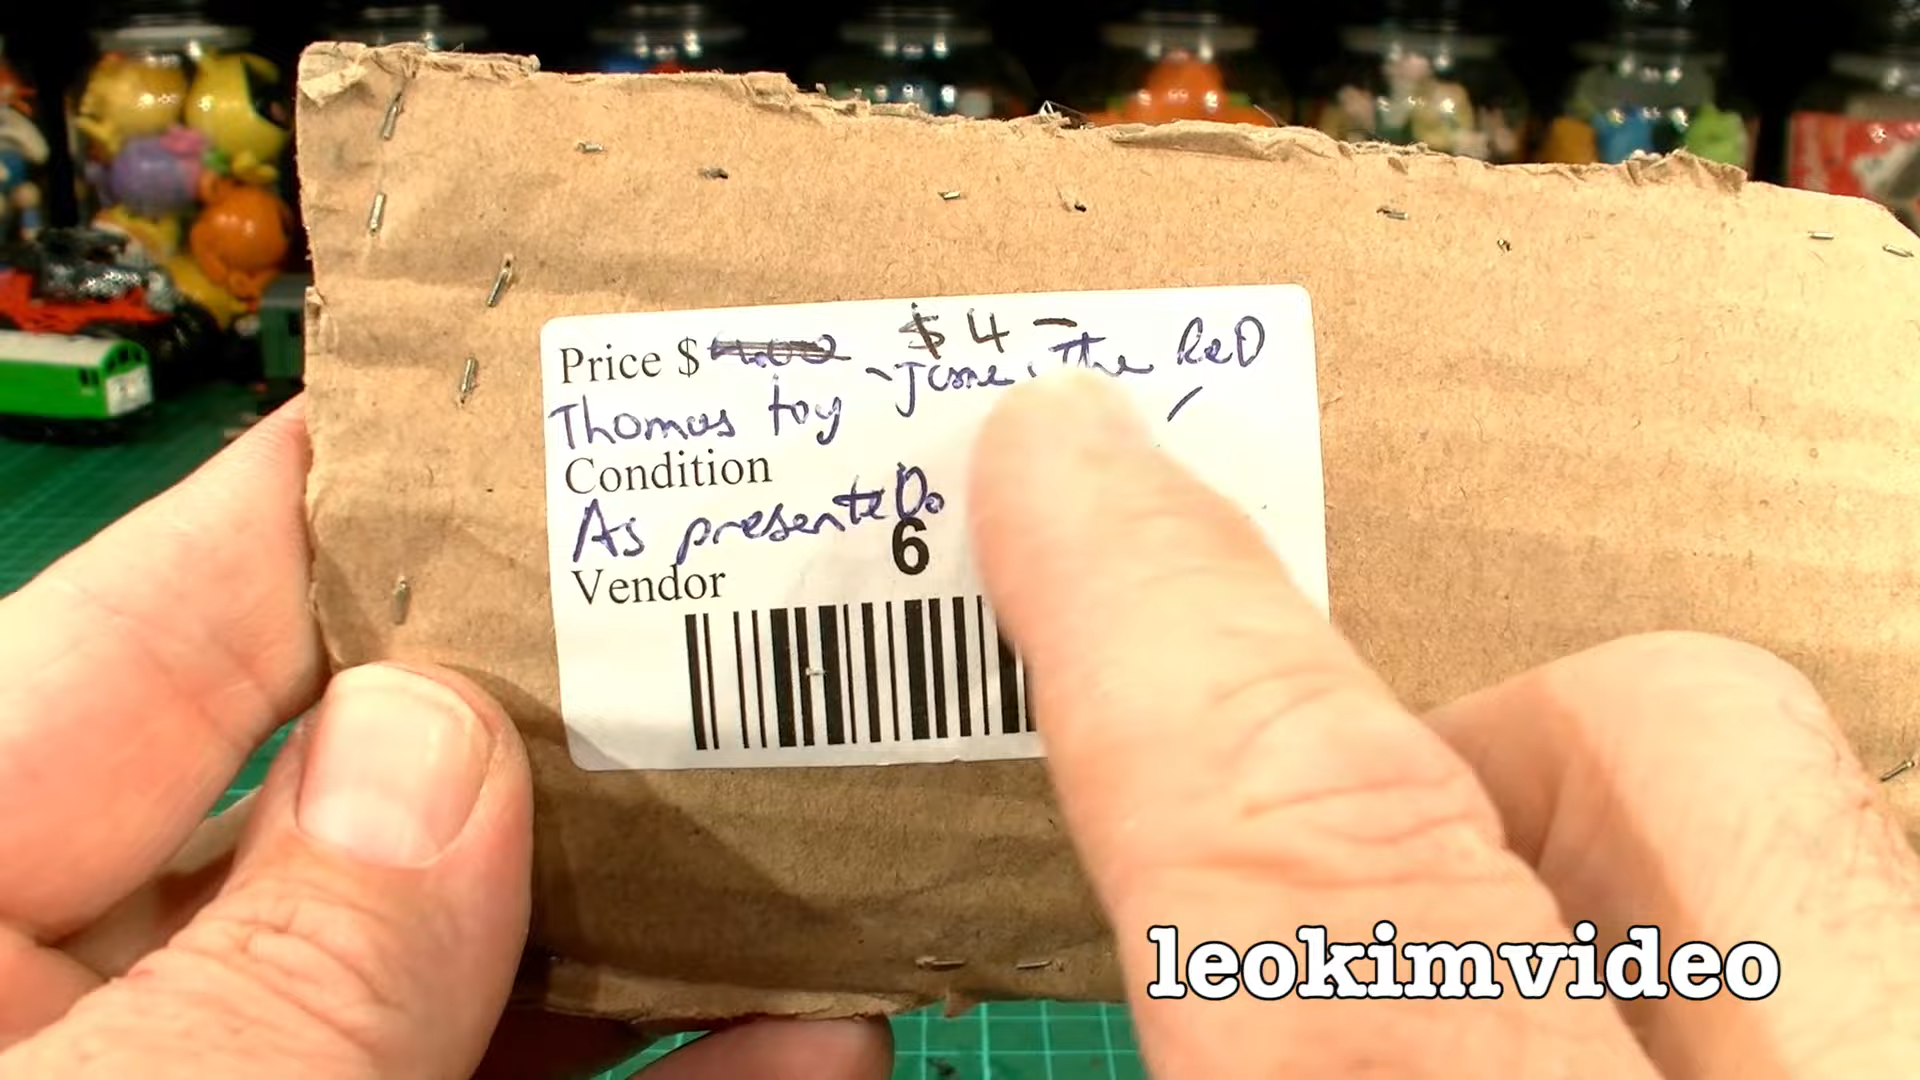 Price $ $4 -
Thomas toy - James The ReD
Condition
As presenteD.
Vendor 6
leokimvideo